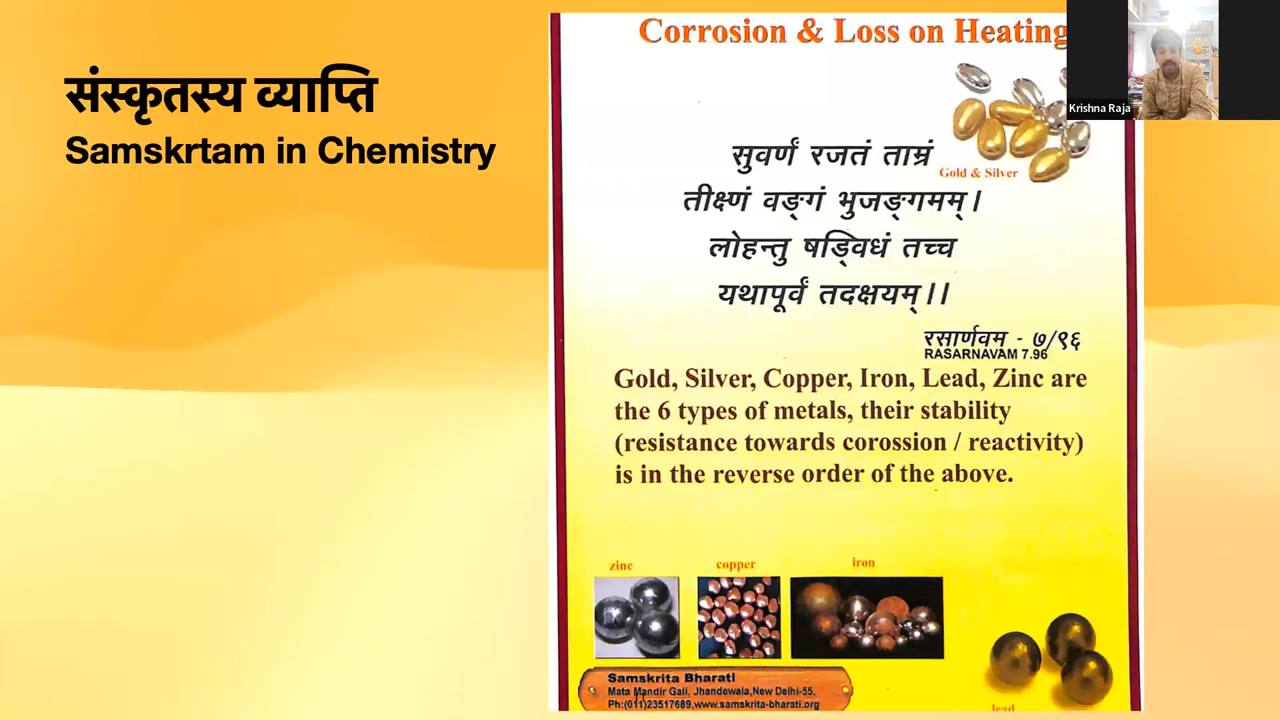 संस्कृतस्य व्याप्ति
Samskrtam in Chemistry
Corrosion & Loss on Heating
Krishna Raja
सुवर्णं रजतं ताम्रं
Gold & Silver
तीक्ष्णं वङ्गं भुजङ्गमम्।
लोहन्तु षड्विधं तच्च
यथापूर्वं तदक्षयम्।।
रसार्णवम - ७/९६
RASARNAVAM 7.96
Gold, Silver, Copper, Iron, Lead, Zinc are
the 6 types of metals, their stability
(resistance towards corossion / reactivity)
is in the reverse order of the above.
zinc copper iron
Samskrita Bharati
Mata Mandir Gali, Jhandewala,New Delhi-55,
Ph:(011)23517689,www.samskrita-bharati.org
lead